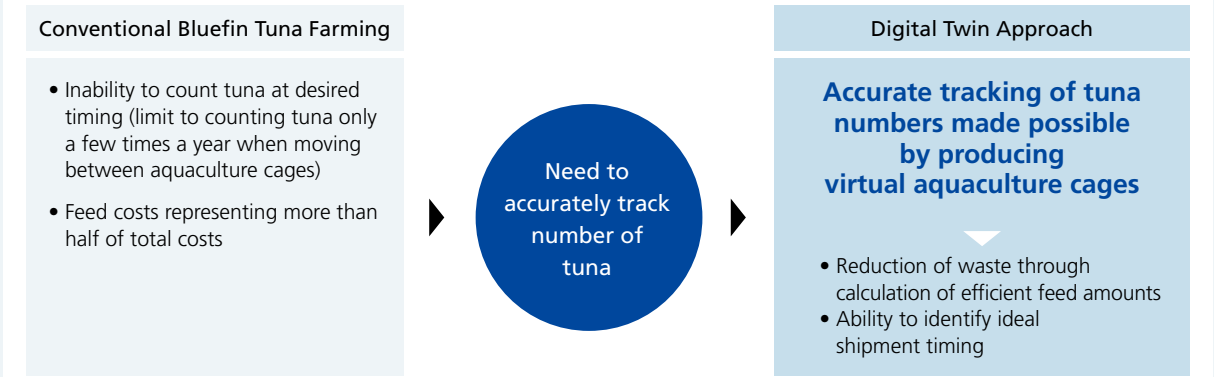 Conventional Bluefin Tuna Farming
• Inability to count tuna at desired
timing (limit to counting tuna only
a few times a year when moving
between aquaculture cages)
• Feed costs representing more than
half of total costs
Need to
accurately track
number of
tuna
Digital Twin Approach
Accurate tracking of tuna
numbers made possible
by producing
virtual aquaculture cages
• Reduction of waste through
calculation of efficient feed amounts
• Ability to identify ideal
shipment timing